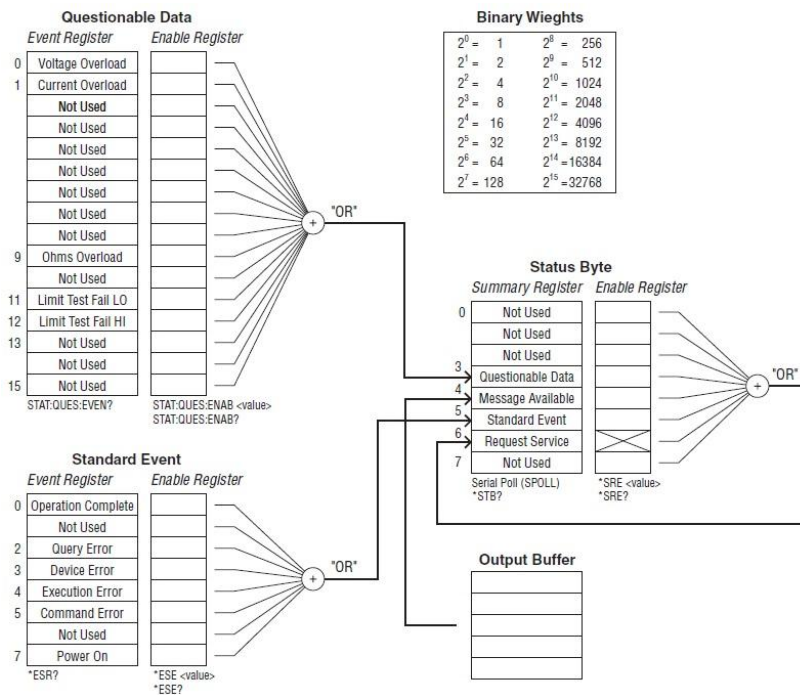 Questionable Data
Event Register Enable Register
0 Voltage Overload
1 Current Overload
Not Used
Not Used
Not Used
Not Used
Not Used
Not Used
Not Used
9 Ohms Overload
Not Used
11 Limit Test Fail LO
12 Limit Test Fail HI
13 Not Used
Not Used
15 Not Used
STAT:QUES:EVEN? STAT:QUES:ENAB <value>
STAT:QUES:ENAB?
+ "OR"
Binary Wieghts
2⁰ = 1 2⁸ = 256
2¹ = 2 2⁹ = 512
2² = 4 2¹⁰ = 1024
2³ = 8 2¹¹ = 2048
2⁴ = 16 2¹² = 4096
2⁵ = 32 2¹³ = 8192
2⁶ = 64 2¹⁴ =16384
2⁷ = 128 2¹⁵ =32768
Status Byte
Summary Register Enable Register
0 Not Used
Not Used
Not Used
3 Questionable Data
4 Message Available
5 Standard Event
6 Request Service
7 Not Used
Serial Poll (SPOLL) *SRE <value>
*STB? *SRE?
+ "OR"
Standard Event
Event Register Enable Register
0 Operation Complete
Not Used
2 Query Error
3 Device Error
4 Execution Error
5 Command Error
Not Used
7 Power On
*ESR? *ESE <value>
*ESE?
+ "OR"
Output Buffer